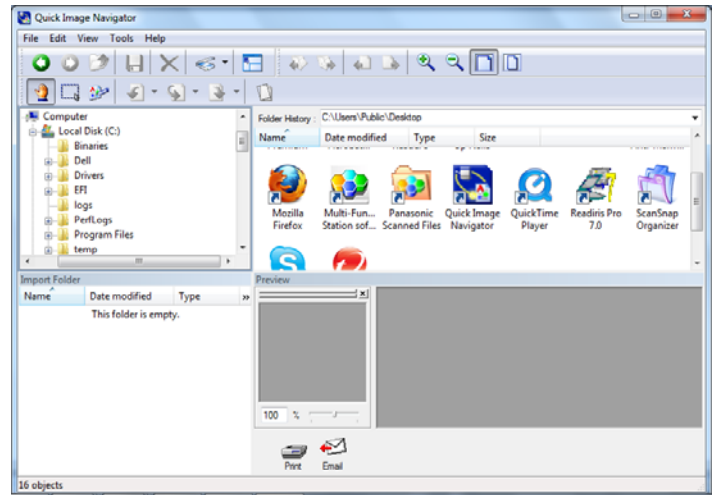 Quick Image Navigator
File Edit View Tools Help
Computer
Local Disk (C:)
Binaries
Dell
Drivers
EFI
logs
PerfLogs
Program Files
temp
Folder History : C:\Users\Public\Desktop
Name Date modified Type Size
Mozilla Firefox
Multi-Fun... Station sof...
Panasonic Scanned Files
Quick Image Navigator
QuickTime Player
Readiris Pro 7.0
ScanSnap Organizer
Import Folder
Name Date modified Type »
This folder is empty.
Preview
100 %
Print Email
16 objects